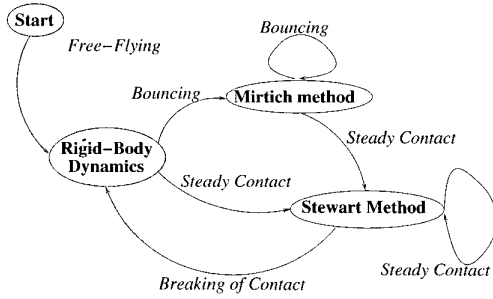 Start
Free-Flying
Bouncing
Bouncing
Mirtich method
Rigid-Body
Dynamics
Steady Contact
Steady Contact
Stewart Method
Steady Contact
Breaking of Contact